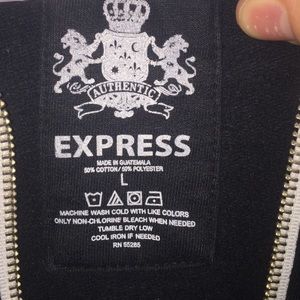 AUTHENTIC
EXPRESS
MADE IN GUATEMALA
50% COTTON/ 50% POLYESTER
L
MACHINE WASH COLD WITH LIKE COLORS
ONLY NON-CHLORINE BLEACH WHEN NEEDED
TUMBLE DRY LOW
COOL IRON IF NEEDED
RN 55285